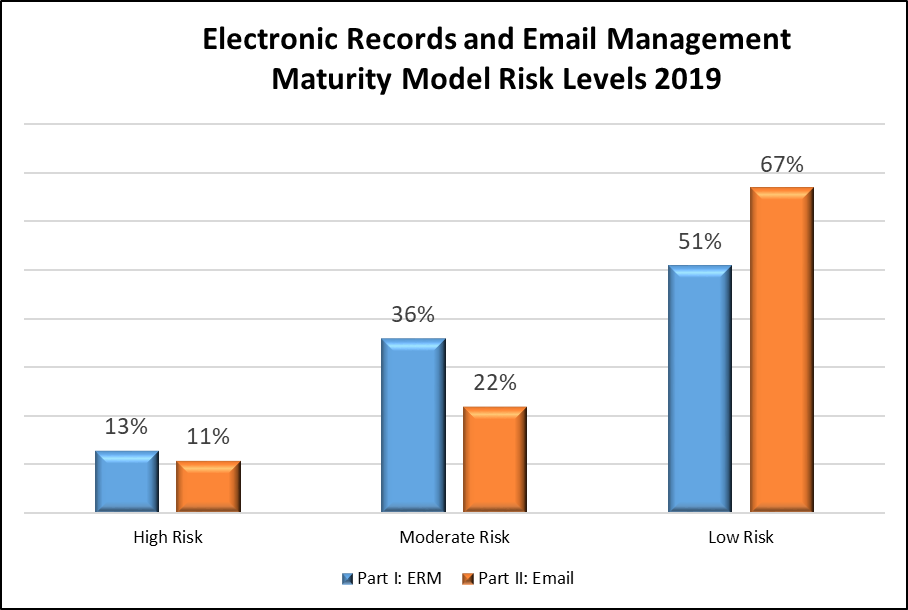 Electronic Records and Email Management
Maturity Model Risk Levels 2019
67%
51%
36%
22%
13%
11%
High Risk
Moderate Risk
Low Risk
Part I: ERM
Part II: Email